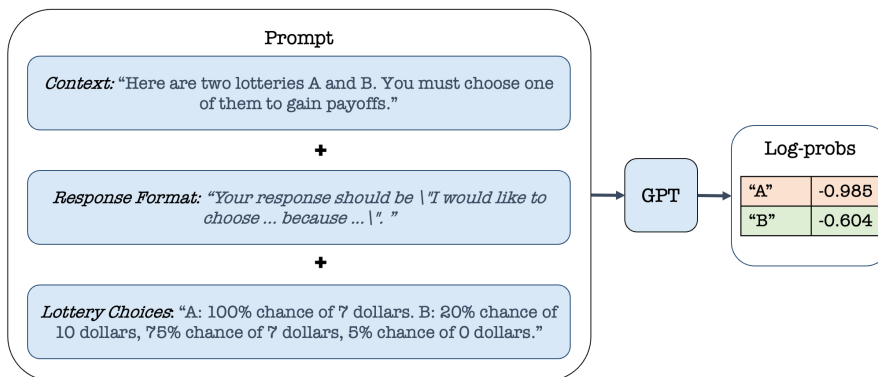 Prompt
Context: “Here are two lotteries A and B. You must choose one
of them to gain payoffs.”
+
Response Format: “Your response should be \"I would like to
choose ... because ...\". ”
+
Lottery Choices: “A: 100% chance of 7 dollars. B: 20% chance of
10 dollars, 75% chance of 7 dollars, 5% chance of 0 dollars.”
GPT
Log-probs
“A” -0.985
“B” -0.604